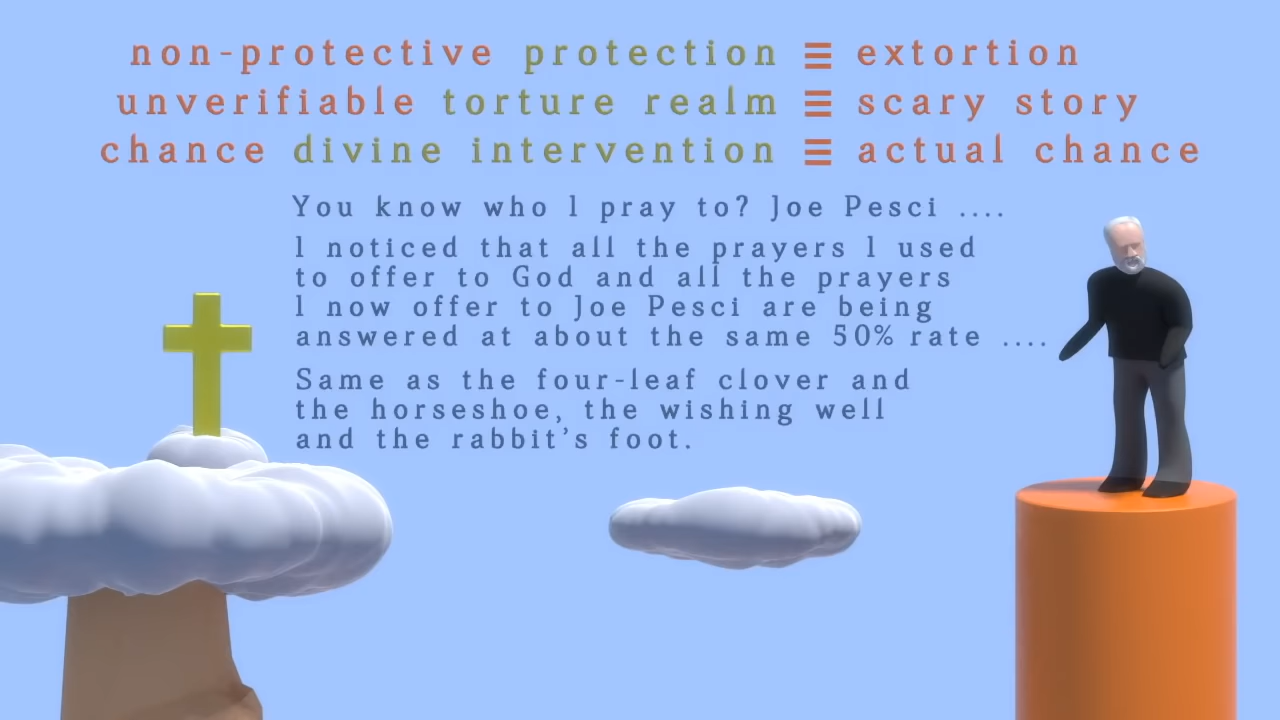 non-protective protection ≡ extortion
unverifiable torture realm ≡ scary story
chance divine intervention ≡ actual chance
You know who I pray to? Joe Pesci ....
I noticed that all the prayers I used
to offer to God and all the prayers
I now offer to Joe Pesci are being
answered at about the same 50% rate ....
Same as the four-leaf clover and
the horseshoe, the wishing well
and the rabbit’s foot.